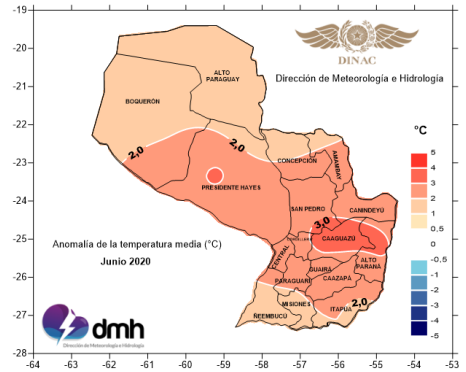 DINAC
Dirección de Meteorología e Hidrología
ALTO
PARAGUAY
BOQUERÓN
2,0
2,0
CONCEPCIÓN
AMAMBAY
PRESIDENTE HAYES
SAN PEDRO
CANINDEYÚ
3,0
CAAGUAZÚ
CENTRAL
ALTO
PARANÁ
GUAIRÁ
CAAZAPÁ
PARAGUARÍ
MISIONES
ÑEEMBUCÚ
ITAPÚA
2,0
Anomalía de la temperatura media (°C)
Junio 2020
dmh
Dirección de Meteorología e Hidrología
°C
5
4
3
2
1
0.5
0
-0.5
-1
-2
-3
-4
-5
-19
-20
-21
-22
-23
-24
-25
-26
-27
-28
-64
-63
-62
-61
-60
-59
-58
-57
-56
-55
-54